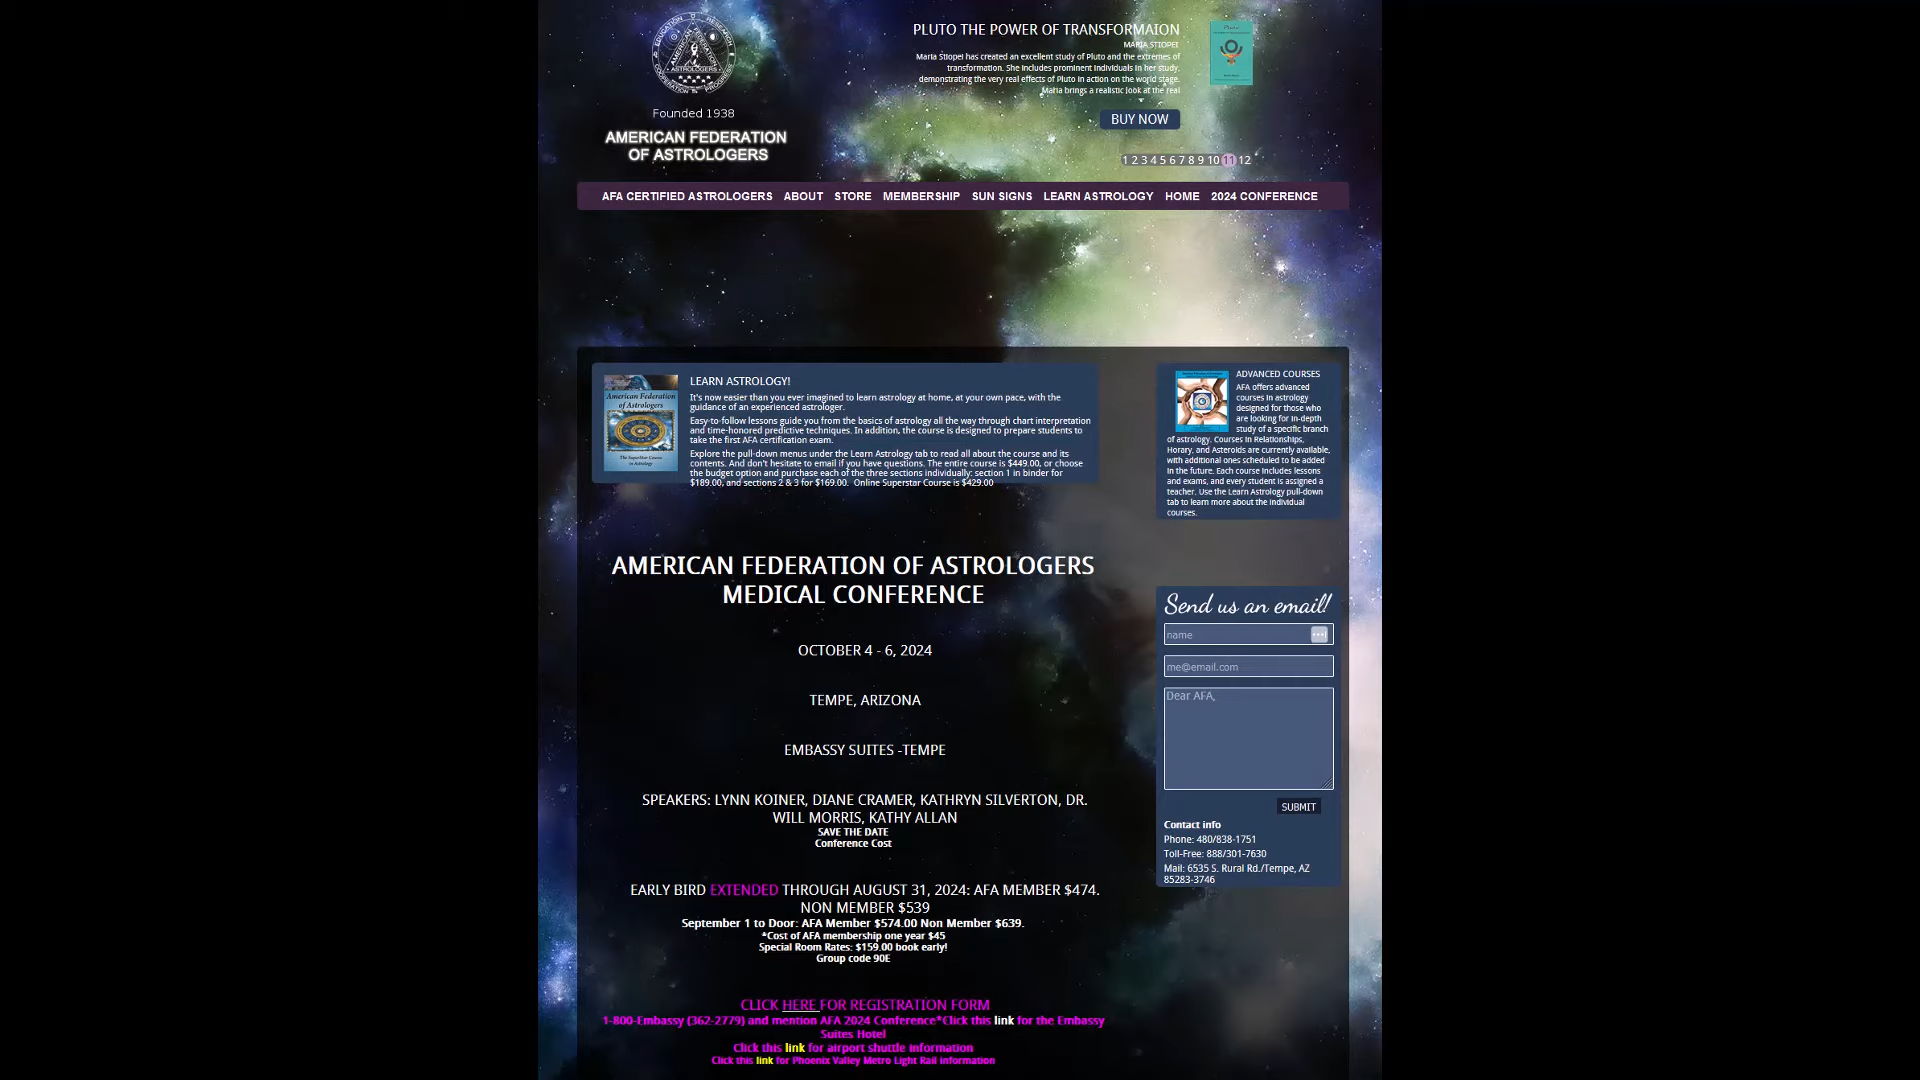 Founded 1938
AMERICAN FEDERATION
OF ASTROLOGERS
PLUTO THE POWER OF TRANSFORMAION
MARIA STIOPEI
Maria Stiopei has created an excellent study of Pluto and the extremes of
transformation. She includes prominent individuals in her study,
demonstrating the very real effects of Pluto in action on the world stage.
Maria brings a realistic look at the real
BUY NOW
1 2 3 4 5 6 7 8 9 10 11 12
AFA CERTIFIED ASTROLOGERS ABOUT STORE MEMBERSHIP SUN SIGNS LEARN ASTROLOGY HOME 2024 CONFERENCE
American Federation
of Astrologers
The SuperStar Course
in Astrology
LEARN ASTROLOGY!
It's now easier than you ever imagined to learn astrology at home, at your own pace, with the
guidance of an experienced astrologer.
Easy-to-follow lessons guide you from the basics of astrology all the way through chart interpretation
and time-honored predictive techniques. In addition, the course is designed to prepare students to
take the first AFA certification exam.
Explore the pull-down menus under the Learn Astrology tab to read all about the course and its
contents. And don't hesitate to email if you have questions. The entire course is $449.00, or choose
the budget option and purchase each of the three sections individually: section 1 in binder for
$189.00, and sections 2 & 3 for $169.00. Online Superstar Course is $429.00
ADVANCED COURSES
AFA offers advanced
courses in astrology
designed for those who
are looking for in-depth
study of a specific branch
of astrology. Courses in Relationships,
Horary, and Asteroids are currently available,
with additional ones scheduled to be added
in the future. Each course includes lessons
and exams, and every student is assigned a
teacher. Use the Learn Astrology pull-down
tab to learn more about the individual
courses.
AMERICAN FEDERATION OF ASTROLOGERS
MEDICAL CONFERENCE
OCTOBER 4 - 6, 2024
TEMPE, ARIZONA
EMBASSY SUITES -TEMPE
SPEAKERS: LYNN KOINER, DIANE CRAMER, KATHRYN SILVERTON, DR.
WILL MORRIS, KATHY ALLAN
SAVE THE DATE
Conference Cost
EARLY BIRD EXTENDED THROUGH AUGUST 31, 2024: AFA MEMBER $474.
NON MEMBER $539
September 1 to Door: AFA Member $574.00 Non Member $639.
*Cost of AFA membership one year $45
Special Room Rates: $159.00 book early!
Group code 90E
CLICK HERE FOR REGISTRATION FORM
1-800-Embassy (362-2779) and mention AFA 2024 Conference*Click this link for the Embassy
Suites Hotel
Click this link for airport shuttle information
Click this link for Phoenix Valley Metro Light Rail information
Send us an email!
name
me@email.com
Dear AFA,
SUBMIT
Contact info
Phone: 480/838-1751
Toll-Free: 888/301-7630
Mail: 6535 S. Rural Rd./Tempe, AZ
85283-3746